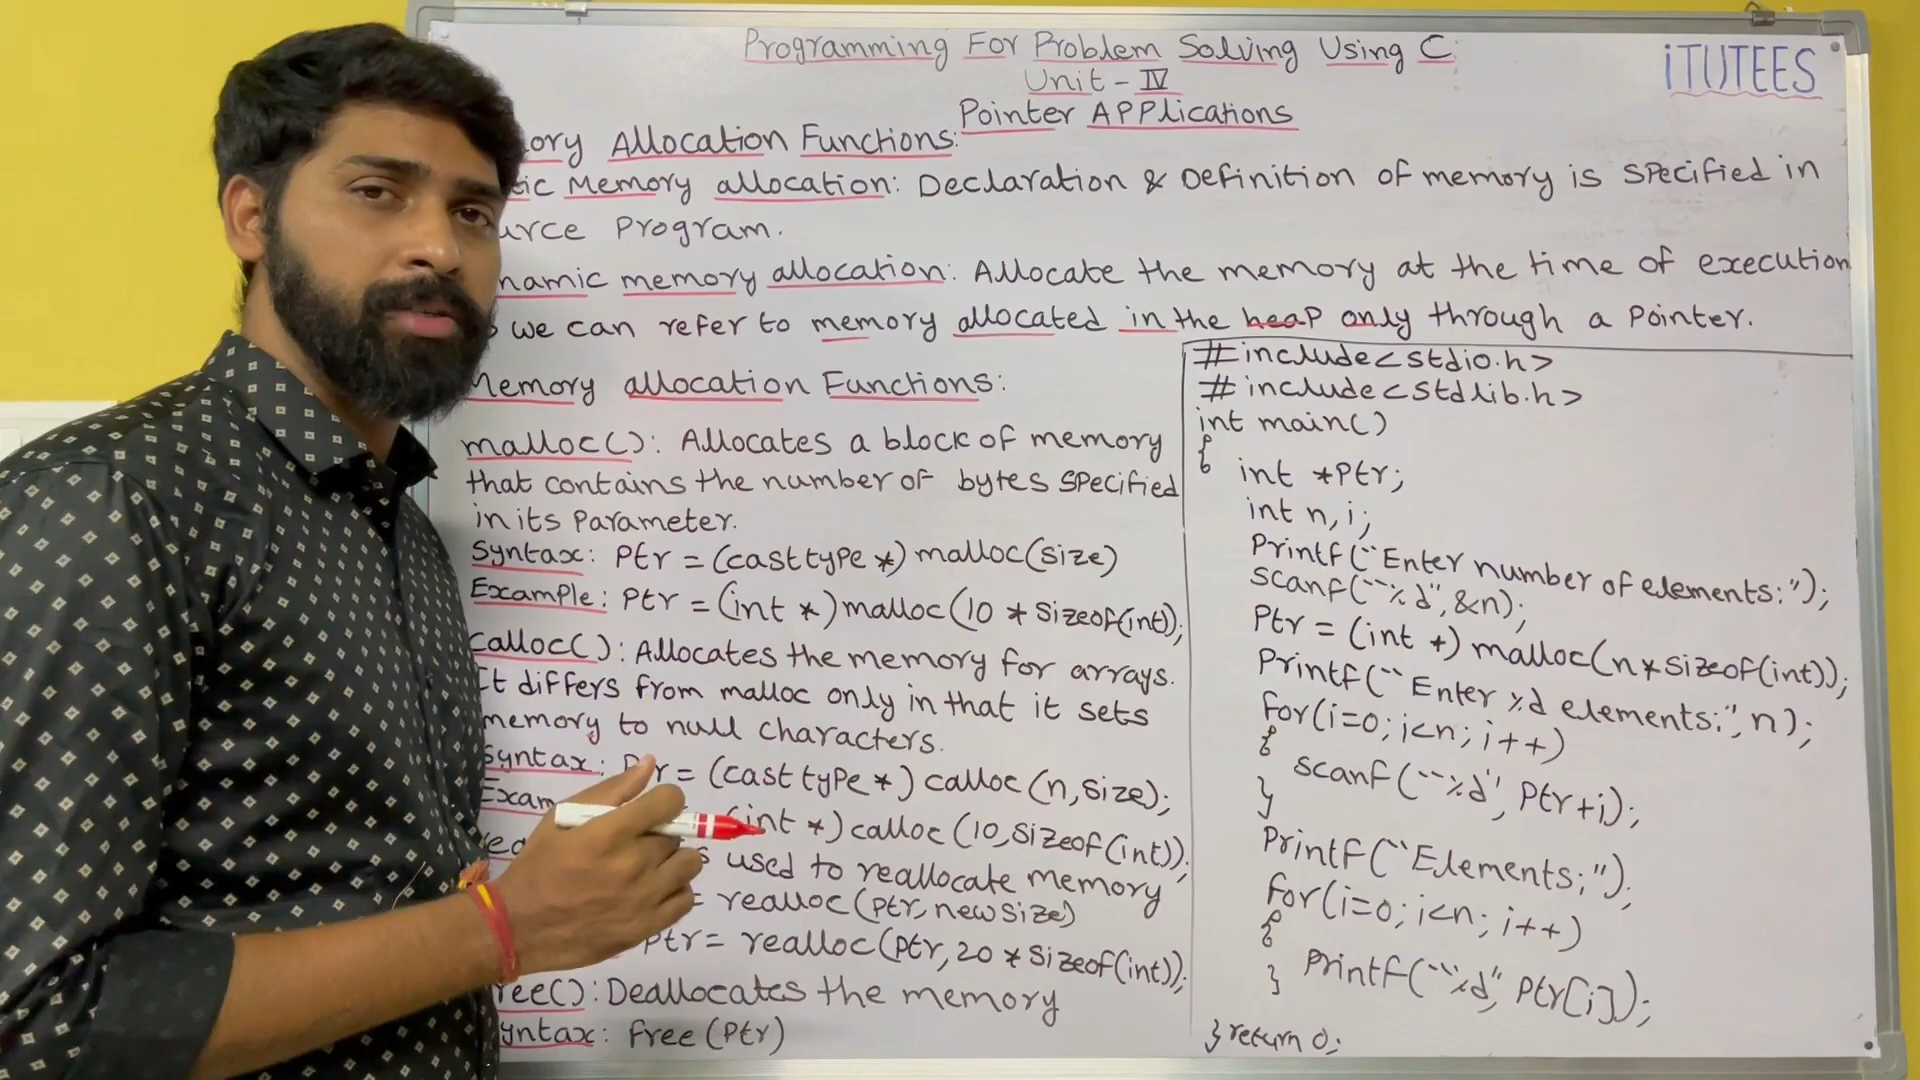 Programming For Problem Solving Using C
iTUTEES
Unit - IV
Pointer Applications
ory Allocation Functions:
ic Memory allocation: Declaration & Definition of memory is specified in
urce Program.
namic memory allocation: Allocate the memory at the time of execution
we can refer to memory allocated in the heap only through a pointer.
Memory allocation Functions:
malloc(): Allocates a block of memory
that contains the number of bytes specified
in its parameter.
Syntax: Ptr = (cast type *) malloc(size)
Example: Ptr = (int *) malloc(10 * sizeof(int));
calloc(): Allocates the memory for arrays.
It differs from malloc only in that it sets
memory to null characters.
Syntax: Ptr = (cast type *) calloc(n,size);
Exam (int *) calloc(10,sizeof(int));
rea s used to reallocate memory
= realloc(ptr,newsize)
Ptr = realloc(Ptr, 20 * sizeof(int));
ree(): Deallocates the memory
yntax: free(Ptr)
#include<stdio.h>
#include<stdlib.h>
int main()
{
int *Ptr;
int n,i;
Printf("Enter number of elements:");
scanf("%d",&n);
Ptr = (int *) malloc(n*sizeof(int));
Printf("Enter %d elements:",n);
for(i=0; i<n; i++)
{
scanf("%d", Ptr+i);
}
Printf("Elements:");
for(i=0; i<n; i++)
{
Printf("%d", Ptr[i]);
}
} return 0;